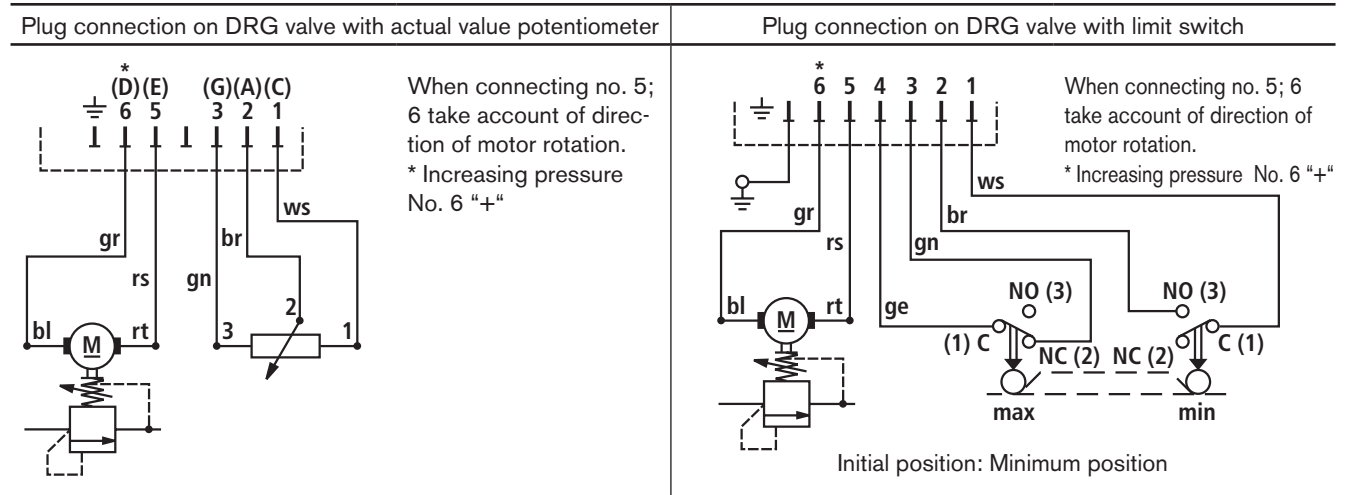 Plug connection on DRG valve with actual value potentiometer
*
(D) (E) (G) (A) (C)
6 5 3 2 1
When connecting no. 5;
6 take account of direc-
tion of motor rotation.
* Increasing pressure
No. 6 “+“
ws
gr br
rs gn
2
bl M rt 3 1
Plug connection on DRG valve with limit switch
*
6 5 4 3 2 1
When connecting no. 5; 6
take account of direction of
motor rotation.
* Increasing pressure No. 6 “+“
ws
gr br
rs gn
NO (3) NO (3)
bl M rt ge
(1) C NC (2) NC (2) C (1)
max min
Initial position: Minimum position